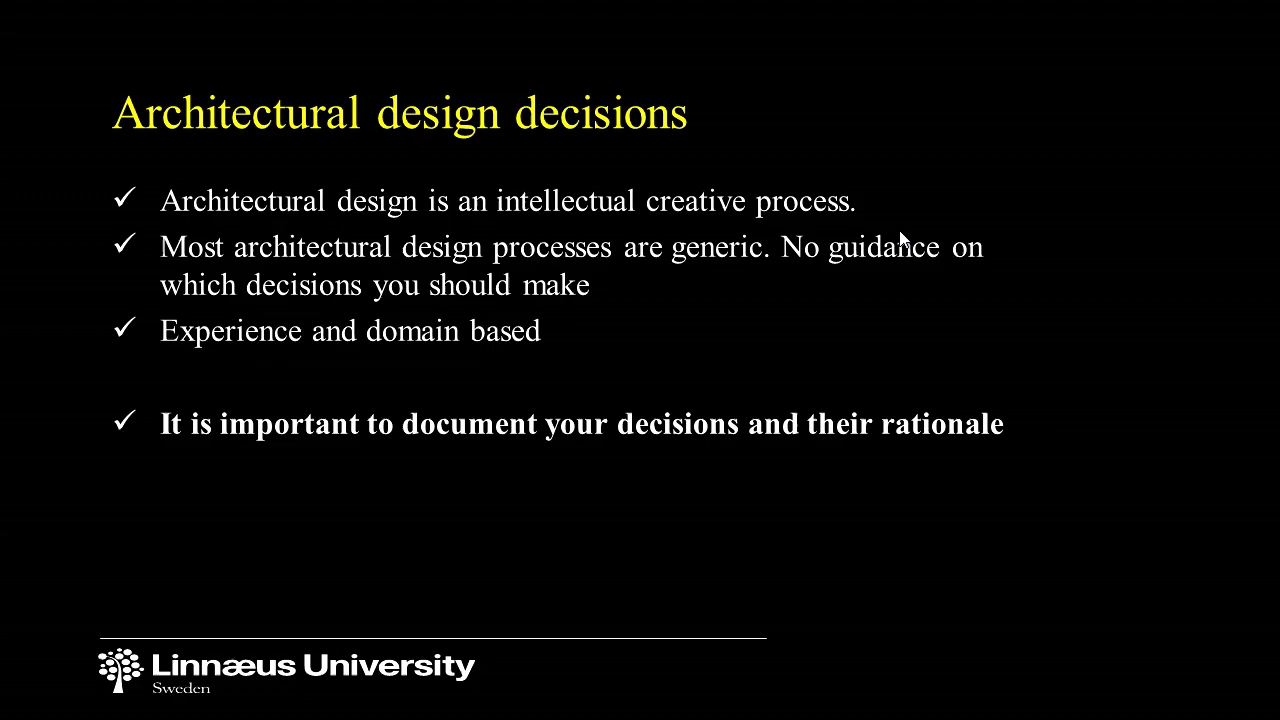 Architectural design decisions
✓ Architectural design is an intellectual creative process.
✓ Most architectural design processes are generic. No guidance on
which decisions you should make
✓ Experience and domain based
✓ It is important to document your decisions and their rationale
Linnæus University
Sweden